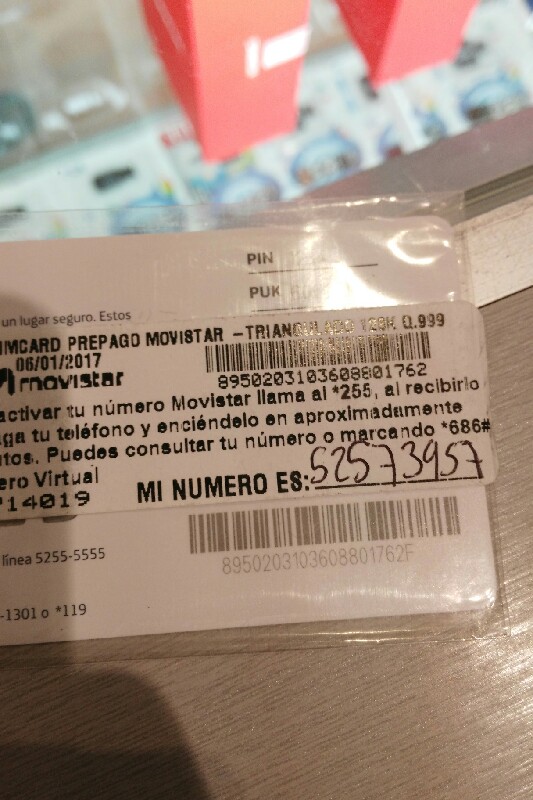 PIN
PUK
un lugar seguro. Estos
IMCARD PREPAGO MOVISTAR -TRIANGULADO 128K Q.999
06/01/2017
movistar
8950203103608801762
activar tu número Movistar llama al *255, al recibirlo
ga tu teléfono y enciéndelo en aproximadamente
utos. Puedes consultar tu número o marcando *686#
ero Virtual
14019
MI NUMERO ES: 52573957
línea 5255-5555
8950203103608801762F
-1301 o *119